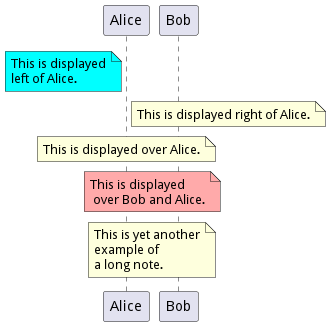 Alice Bob
This is displayed
left of Alice.
This is displayed right of Alice.
This is displayed over Alice.
This is displayed
over Bob and Alice.
This is yet another
example of
a long note.
Alice Bob